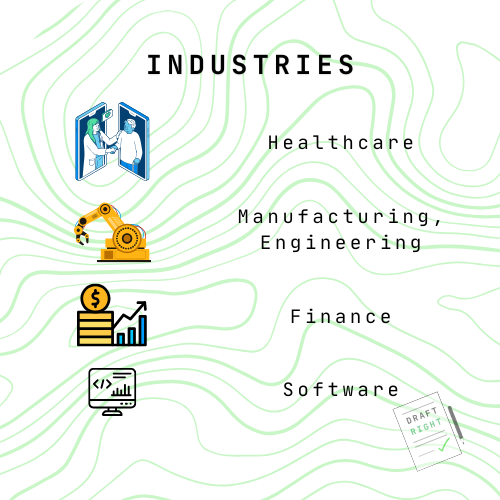 INDUSTRIES
Healthcare
Manufacturing,
Engineering
Finance
$
</>
Software
DRAFT
RIGHT